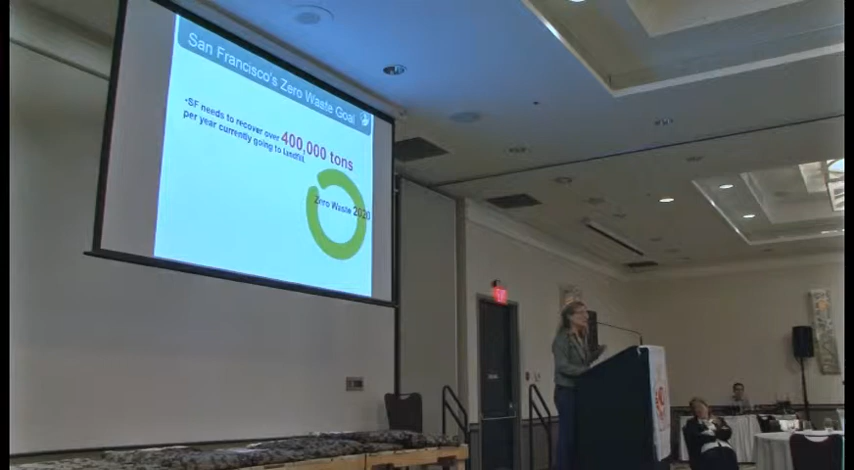 San Francisco's Zero Waste Goal
•SF needs to recover over 400,000 tons
per year currently going to landfill.
Zero Waste 2020
EXIT